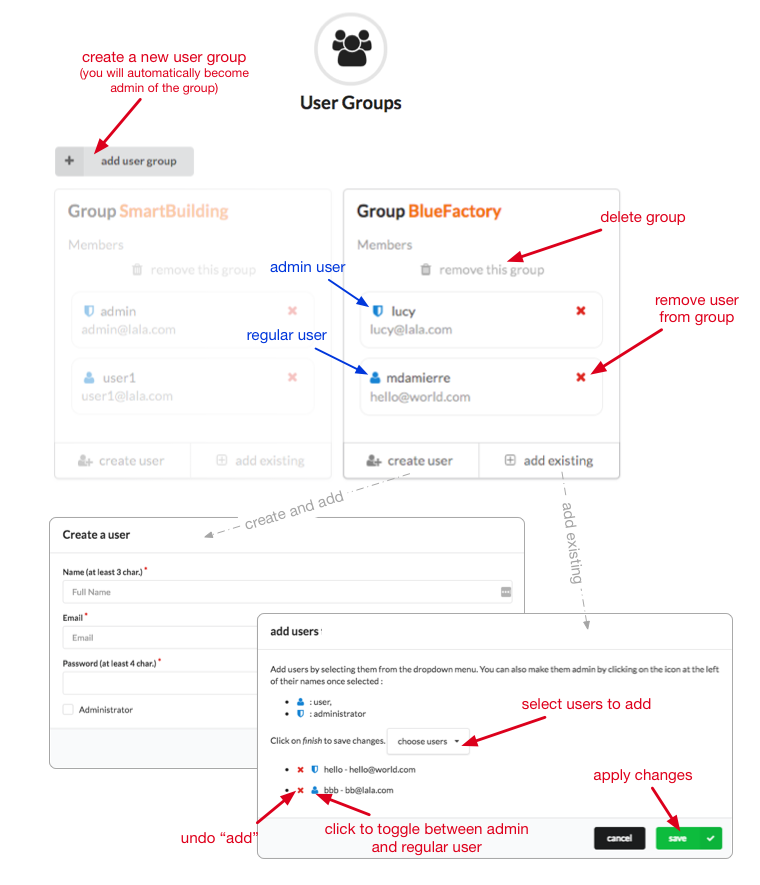 create a new user group
(you will automatically become
admin of the group)
User Groups
add user group
Group SmartBuilding
Members
remove this group
admin
admin@lala.com
user1
user1@lala.com
create user
add existing
Group BlueFactory
Members
remove this group
lucy
lucy@lala.com
mdamierre
hello@world.com
create user
add existing
delete group
admin user
regular user
remove user
from group
create and add
add existing
Create a user
Name (at least 3 char.) *
Full Name
Email *
Email
Password (at least 4 char.) *
Administrator
add users
Add users by selecting them from the dropdown menu. You can also make them admin by clicking on the icon at the left
of their names once selected :
• : user,
• : administrator
Click on finish to save changes. choose users
• hello - hello@world.com
• bbb - bb@lala.com
select users to add
apply changes
undo “add”
click to toggle between admin
and regular user
cancel
save